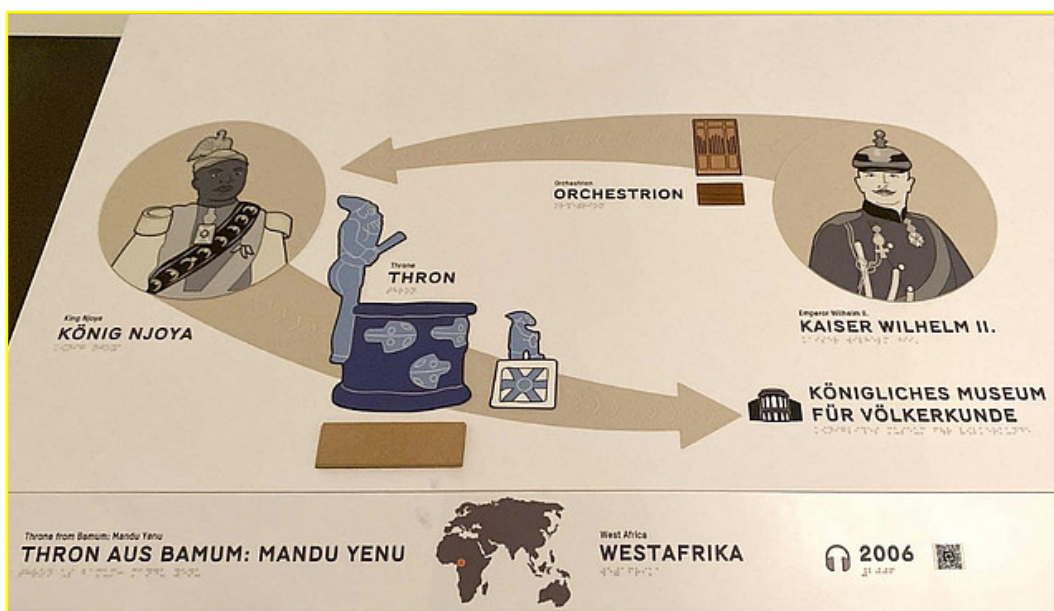 Orchestrion
ORCHESTRION
Throne
THRON
King Njoya
KÖNIG NJOYA
Emperor Wilhelm II.
KAISER WILHELM II.
KÖNIGLICHES MUSEUM
FÜR VÖLKERKUNDE
Throne from Bamum: Mandu Yenu
THRON AUS BAMUM: MANDU YENU
West Africa
WESTAFRIKA
2006